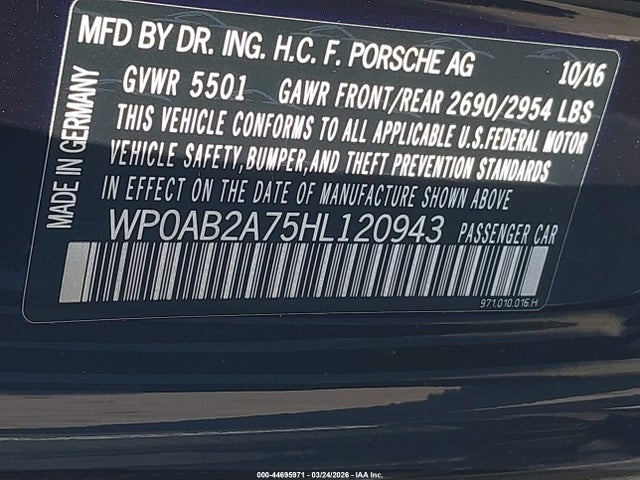 MFD BY DR. ING. H.C. F. PORSCHE AG 10/16
GVWR 5501 GAWR FRONT/REAR 2690/2954 LBS
THIS VEHICLE CONFORMS TO ALL APPLICABLE U.S.FEDERAL MOTOR
VEHICLE SAFETY,BUMPER,AND THEFT PREVENTION STANDARDS
IN EFFECT ON THE DATE OF MANUFACTURE SHOWN ABOVE
WP0AB2A75HL120943 PASSENGER CAR
MADE IN GERMANY
971.010.016.H
000-44695971 - 03/24/2026 - IAA Inc.